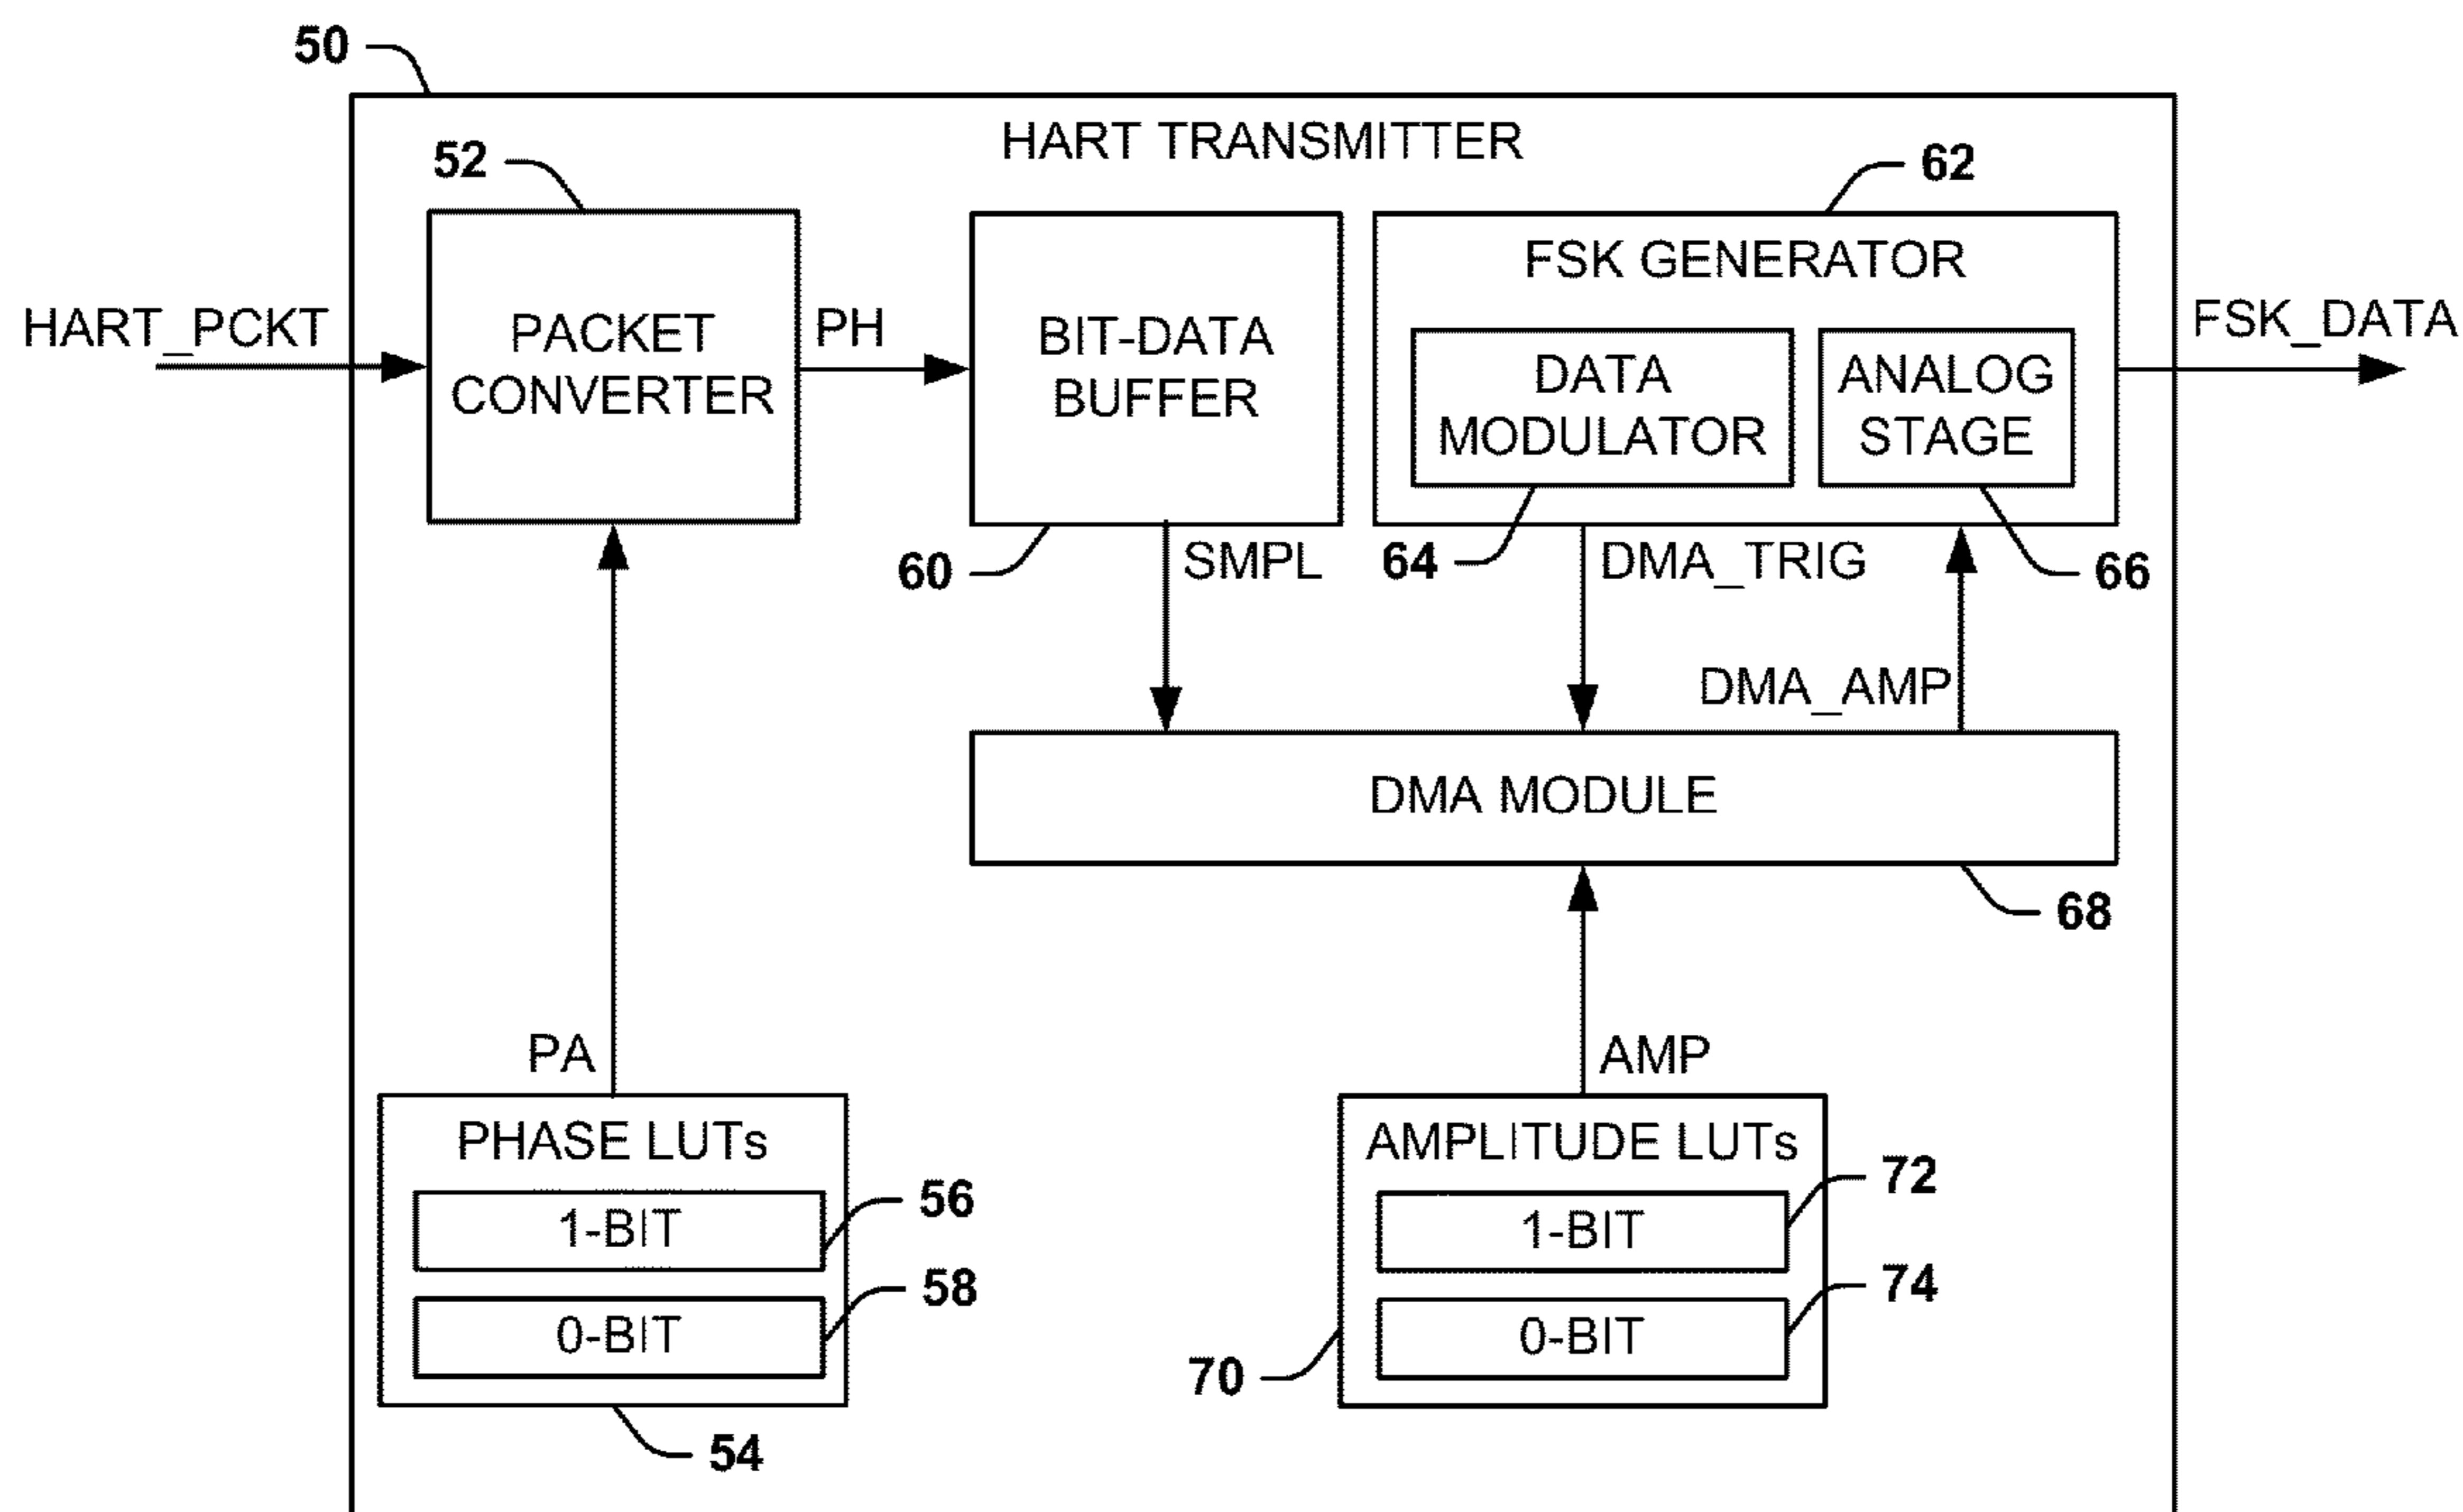 50
HART TRANSMITTER
52
62
FSK GENERATOR
HART_PCKT
PACKET
CONVERTER
PH
BIT-DATA
BUFFER
DATA
MODULATOR
ANALOG
STAGE
FSK_DATA
60
SMPL
64
DMA_TRIG
66
DMA_AMP
DMA MODULE
68
PA
AMP
PHASE LUTs
1-BIT
56
0-BIT
58
54
AMPLITUDE LUTs
1-BIT
72
0-BIT
74
70